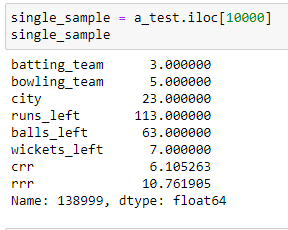 single_sample = a_test.iloc[10000]
single_sample
batting_team 3.000000
bowling_team 5.000000
city 23.000000
runs_left 113.000000
balls_left 63.000000
wickets_left 7.000000
crr 6.105263
rrr 10.761905
Name: 138999, dtype: float64